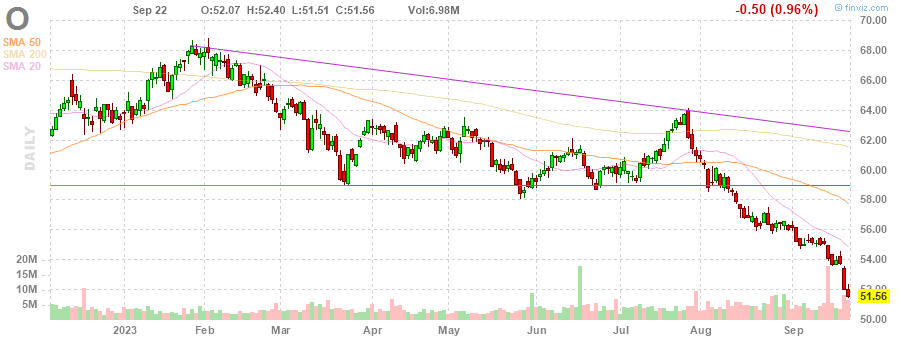 O
Sep 22 O:52.07 H:52.40 L:51.51 C:51.56 Vol:6.98M -0.50 (0.96%) finviz.com
SMA 50
SMA 200
SMA 20
DAILY
70.00
68.00
66.00
64.00
62.00
60.00
58.00
56.00
54.00
52.00
51.56
50.00
20M
15M
10M
5M
2023 Feb Mar Apr May Jun Jul Aug Sep